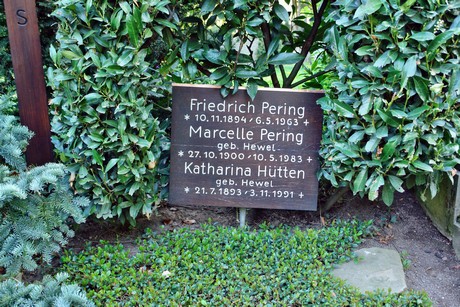 S
Friedrich Pering
* 10.11.1894 / 6.5.1963 +
Marcelle Pering
geb. Hewel
* 27.10.1900 - 10.5.1983 +
Katharina Hütten
geb. Hewel
* 21.7.1893 - 3.11.1991 +